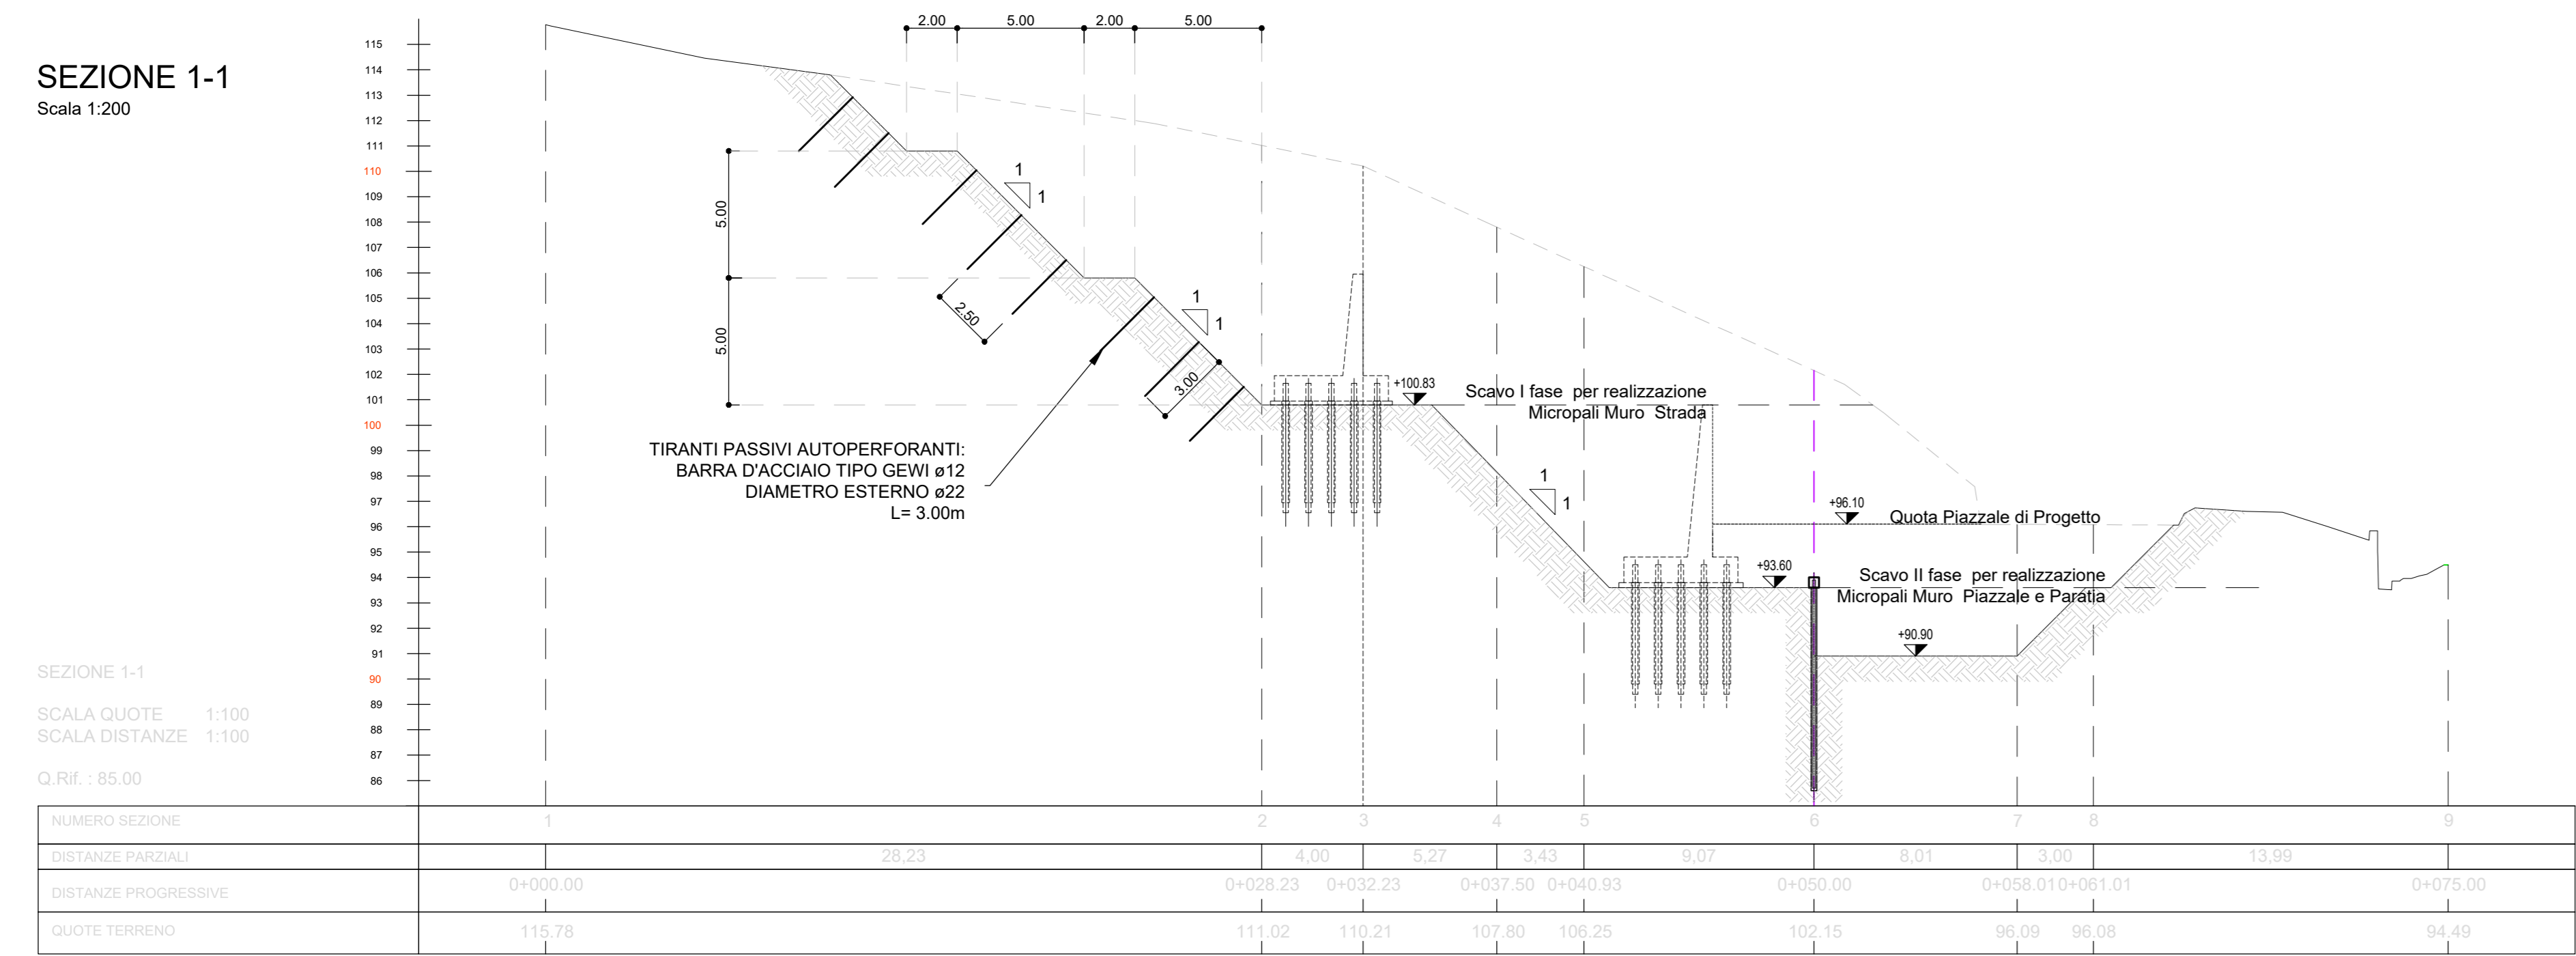 SEZIONE 1-1
Scala 1:200
2.00 5.00 2.00 5.00
115
114
113
112
111
110
109
108
107
106
105
104
103
102
101
100
99
98
97
96
95
94
93
92
91
90
89
88
87
86
5.00
5.00
1
1
1
1
2.50
3.00
TIRANTI PASSIVI AUTOPERFORANTI:
BARRA D'ACCIAIO TIPO GEWI ø12
DIAMETRO ESTERNO ø22
L= 3.00m
+100.83
Scavo I fase per realizzazione
Micropali Muro Strada
1
1
+96.10
Quota Piazzale di Progetto
+93.60
Scavo II fase per realizzazione
Micropali Muro Piazzale e Paratia
+90.90
SEZIONE 1-1
SCALA QUOTE 1:100
SCALA DISTANZE 1:100
Q.Rif. : 85.00
NUMERO SEZIONE 1 2 3 4 5 6 7 8 9
DISTANZE PARZIALI 28,23 4,00 5,27 3,43 9,07 8,01 3,00 13,99
DISTANZE PROGRESSIVE 0+000.00 0+028.23 0+032.23 0+037.50 0+040.93 0+050.00 0+058.01 0+061.01 0+075.00
QUOTE TERRENO 115.78 111.02 110.21 107.80 106.25 102.15 96.09 96.08 94.49